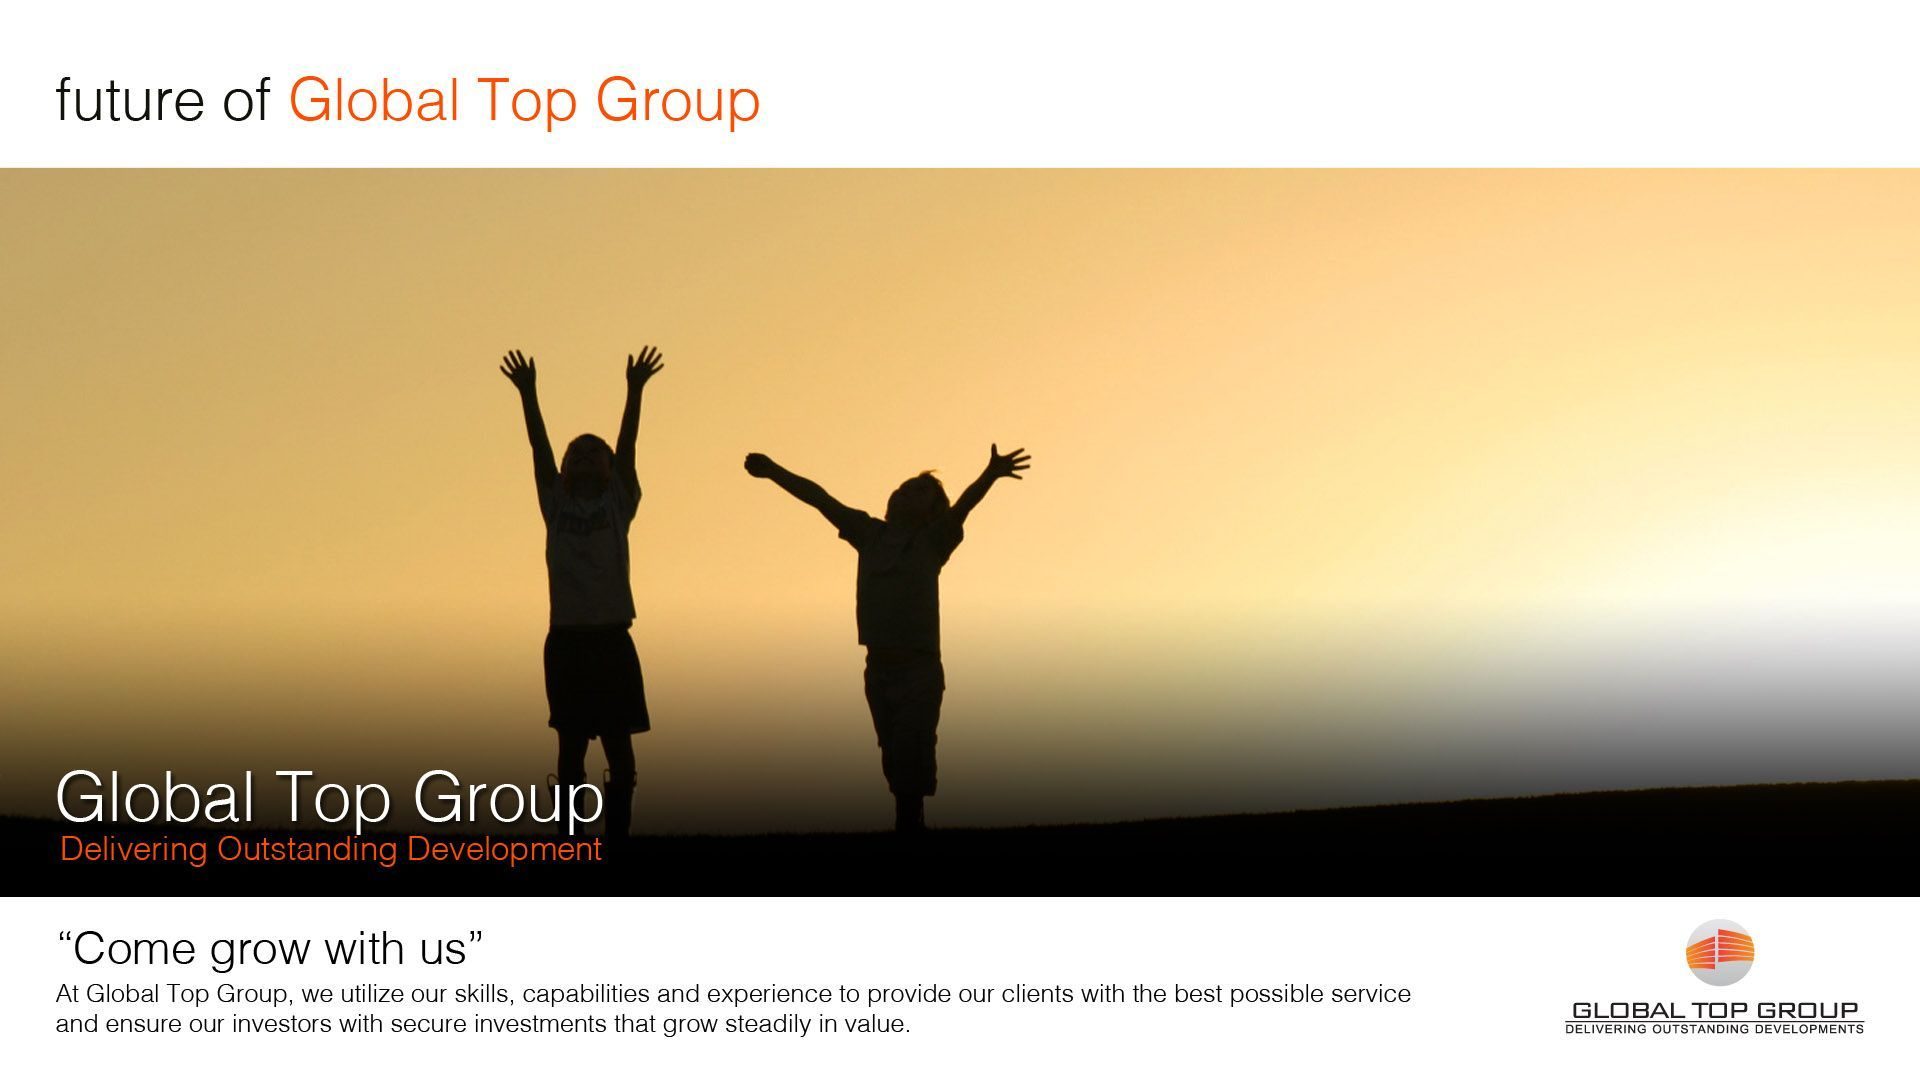 future of Global Top Group
Global Top Group
Delivering Outstanding Development
“Come grow with us”
At Global Top Group, we utilize our skills, capabilities and experience to provide our clients with the best possible service
and ensure our investors with secure investments that grow steadily in value.
GLOBAL TOP GROUP
DELIVERING OUTSTANDING DEVELOPMENTS